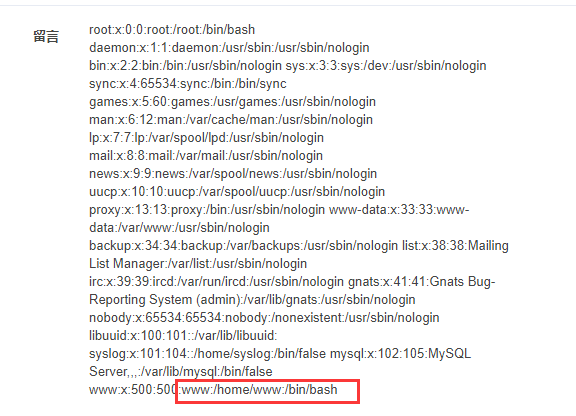 留言
root:x:0:0:root:/root:/bin/bash
daemon:x:1:1:daemon:/usr/sbin:/usr/sbin/nologin
bin:x:2:2:bin:/bin:/usr/sbin/nologin sys:x:3:3:sys:/dev:/usr/sbin/nologin
sync:x:4:65534:sync:/bin:/bin/sync
games:x:5:60:games:/usr/games:/usr/sbin/nologin
man:x:6:12:man:/var/cache/man:/usr/sbin/nologin
lp:x:7:7:lp:/var/spool/lpd:/usr/sbin/nologin
mail:x:8:8:mail:/var/mail:/usr/sbin/nologin
news:x:9:9:news:/var/spool/news:/usr/sbin/nologin
uucp:x:10:10:uucp:/var/spool/uucp:/usr/sbin/nologin
proxy:x:13:13:proxy:/bin:/usr/sbin/nologin www-data:x:33:33:www-
data:/var/www:/usr/sbin/nologin
backup:x:34:34:backup:/var/backups:/usr/sbin/nologin list:x:38:38:Mailing
List Manager:/var/list:/usr/sbin/nologin
irc:x:39:39:ircd:/var/run/ircd:/usr/sbin/nologin gnats:x:41:41:Gnats Bug-
Reporting System (admin):/var/lib/gnats:/usr/sbin/nologin
nobody:x:65534:65534:nobody:/nonexistent:/usr/sbin/nologin
libuuid:x:100:101::/var/lib/libuuid:
syslog:x:101:104::/home/syslog:/bin/false mysql:x:102:105:MySQL
Server,,,:/var/lib/mysql:/bin/false
www:x:500:500:www:/home/www:/bin/bash